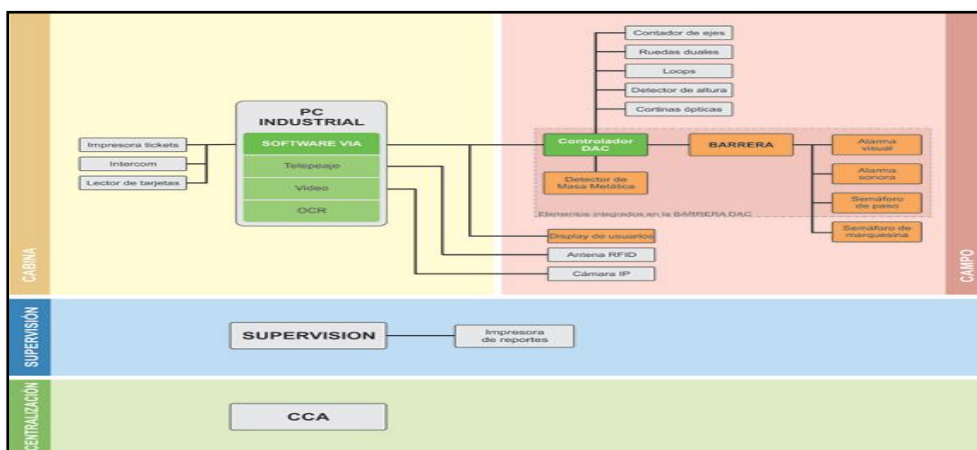 CABINA
Impresora tickets
Intercom
Lector de tarjetas
PC
INDUSTRIAL
SOFTWARE VIA
Telepeaje
Video
OCR
Contador de ejes
Ruedas duales
Loops
Detector de altura
Cortinas ópticas
Controlador
DAC
BARRERA
Detector de
Masa Metálica
Elementos integrados en la BARRERA DAC
Alarma
visual
Alarma
sonora
Semáforo
de paso
Semáforo de
marquesina
Display de usuarios
Antena RFID
Cámara IP
CAMPO
SUPERVISIÓN
SUPERVISION
Impresora
de reportes
CENTRALIZACIÓN
CCA